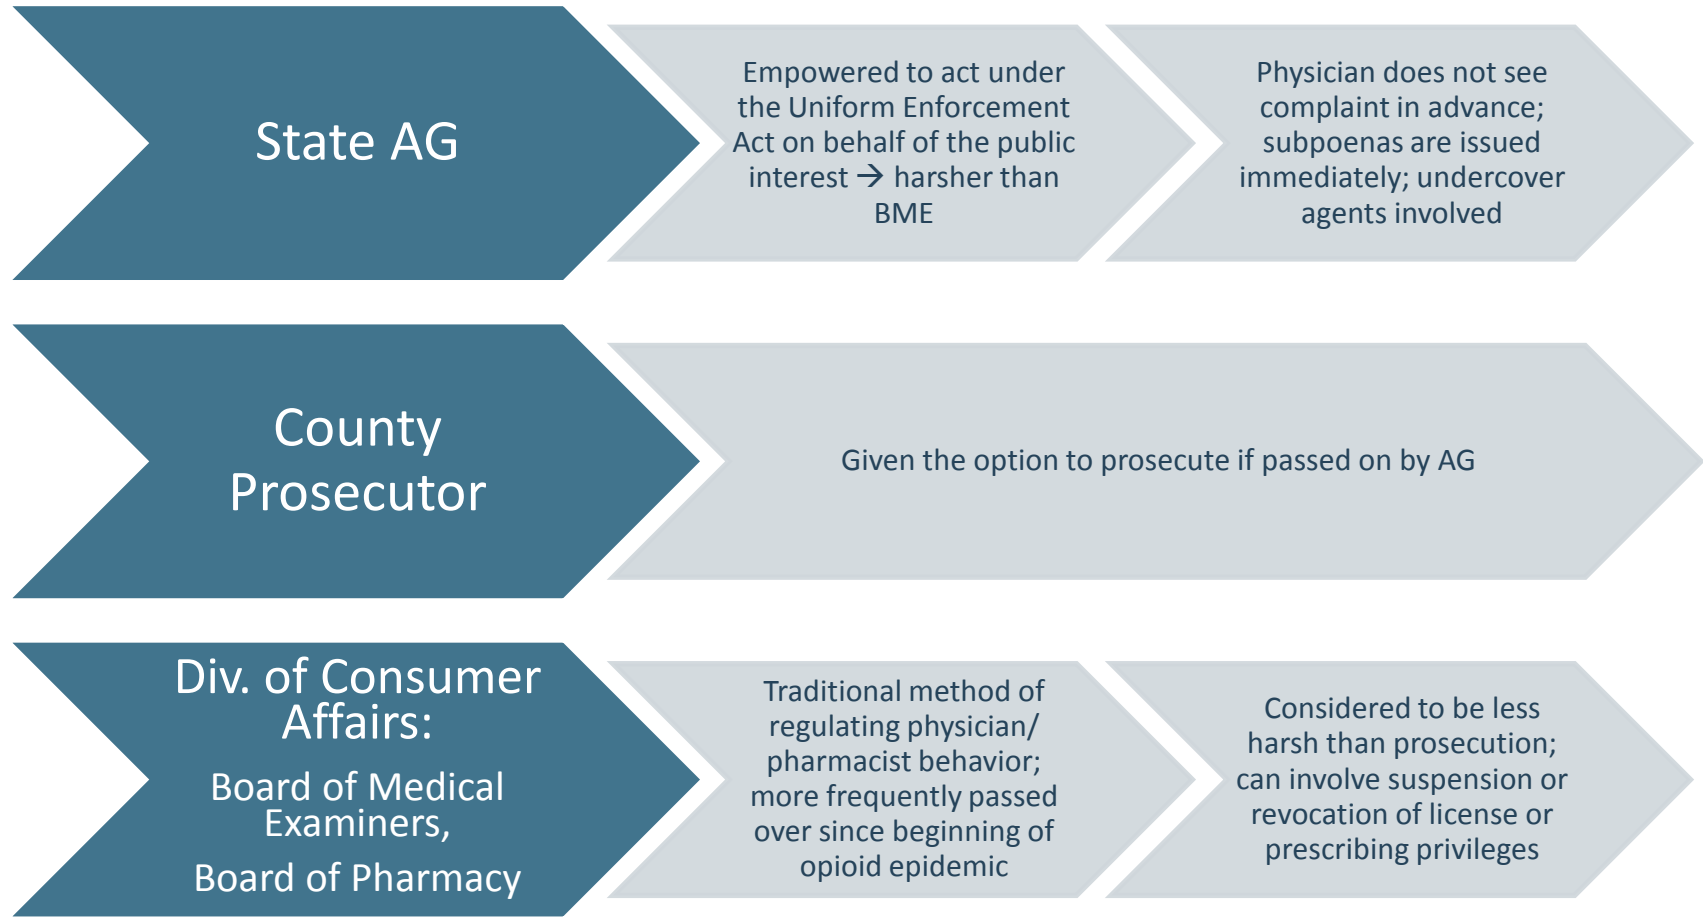 State AG
Empowered to act under
the Uniform Enforcement
Act on behalf of the public
interest → harsher than
BME
Physician does not see
complaint in advance;
subpoenas are issued
immediately; undercover
agents involved
County
Prosecutor
Given the option to prosecute if passed on by AG
Div. of Consumer
Affairs:
Board of Medical
Examiners,
Board of Pharmacy
Traditional method of
regulating physician/
pharmacist behavior;
more frequently passed
over since beginning of
opioid epidemic
Considered to be less
harsh than prosecution;
can involve suspension or
revocation of license or
prescribing privileges